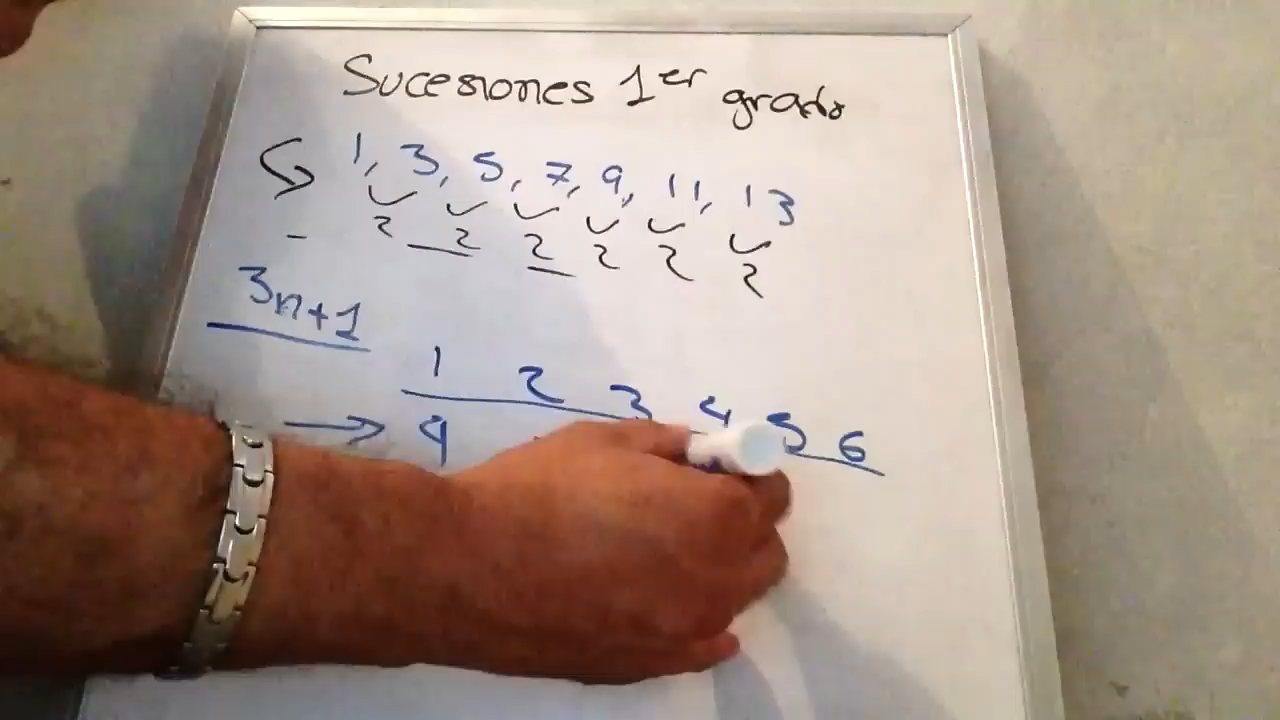 Sucesiones 1er grado
1, 3, 5, 7, 9, 11, 13
2 2 2 2 2 2
3n+1
1 2 3 4 5 6
4